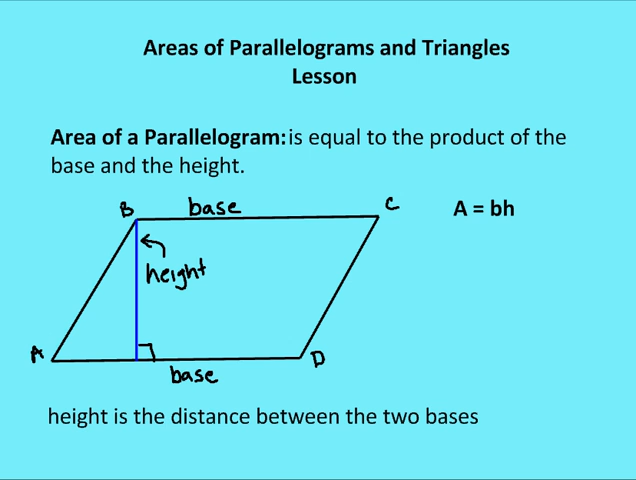 Areas of Parallelograms and Triangles
Lesson
Area of a Parallelogram: is equal to the product of the
base and the height.
B
base
C
A = bh
height
A
base
D
height is the distance between the two bases